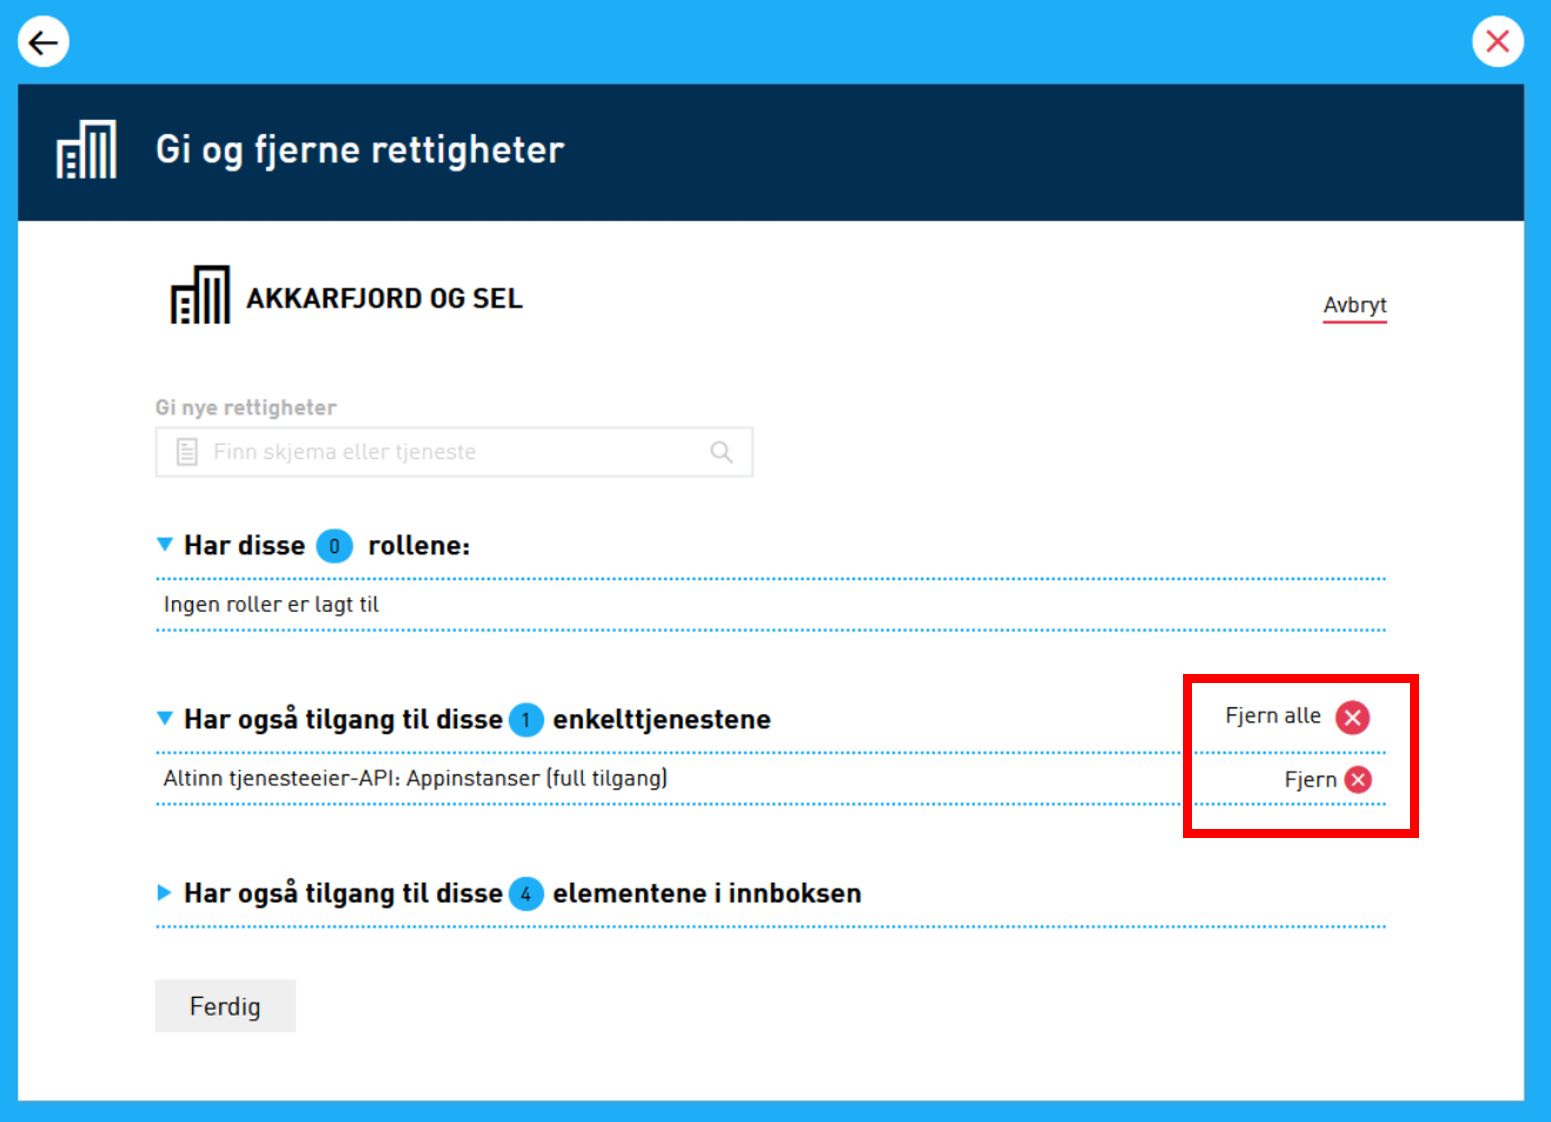 Gi og fjerne rettigheter
AKKARFJORD OG SEL
Avbryt
Gi nye rettigheter
Finn skjema eller tjeneste
Har disse 0 rollene:
Ingen roller er lagt til
Har også tilgang til disse 1 enkelttjenestene
Fjern alle
Altinn tjenesteeier-API: Appinstanser (full tilgang)
Fjern
Har også tilgang til disse 4 elementene i innboksen
Ferdig